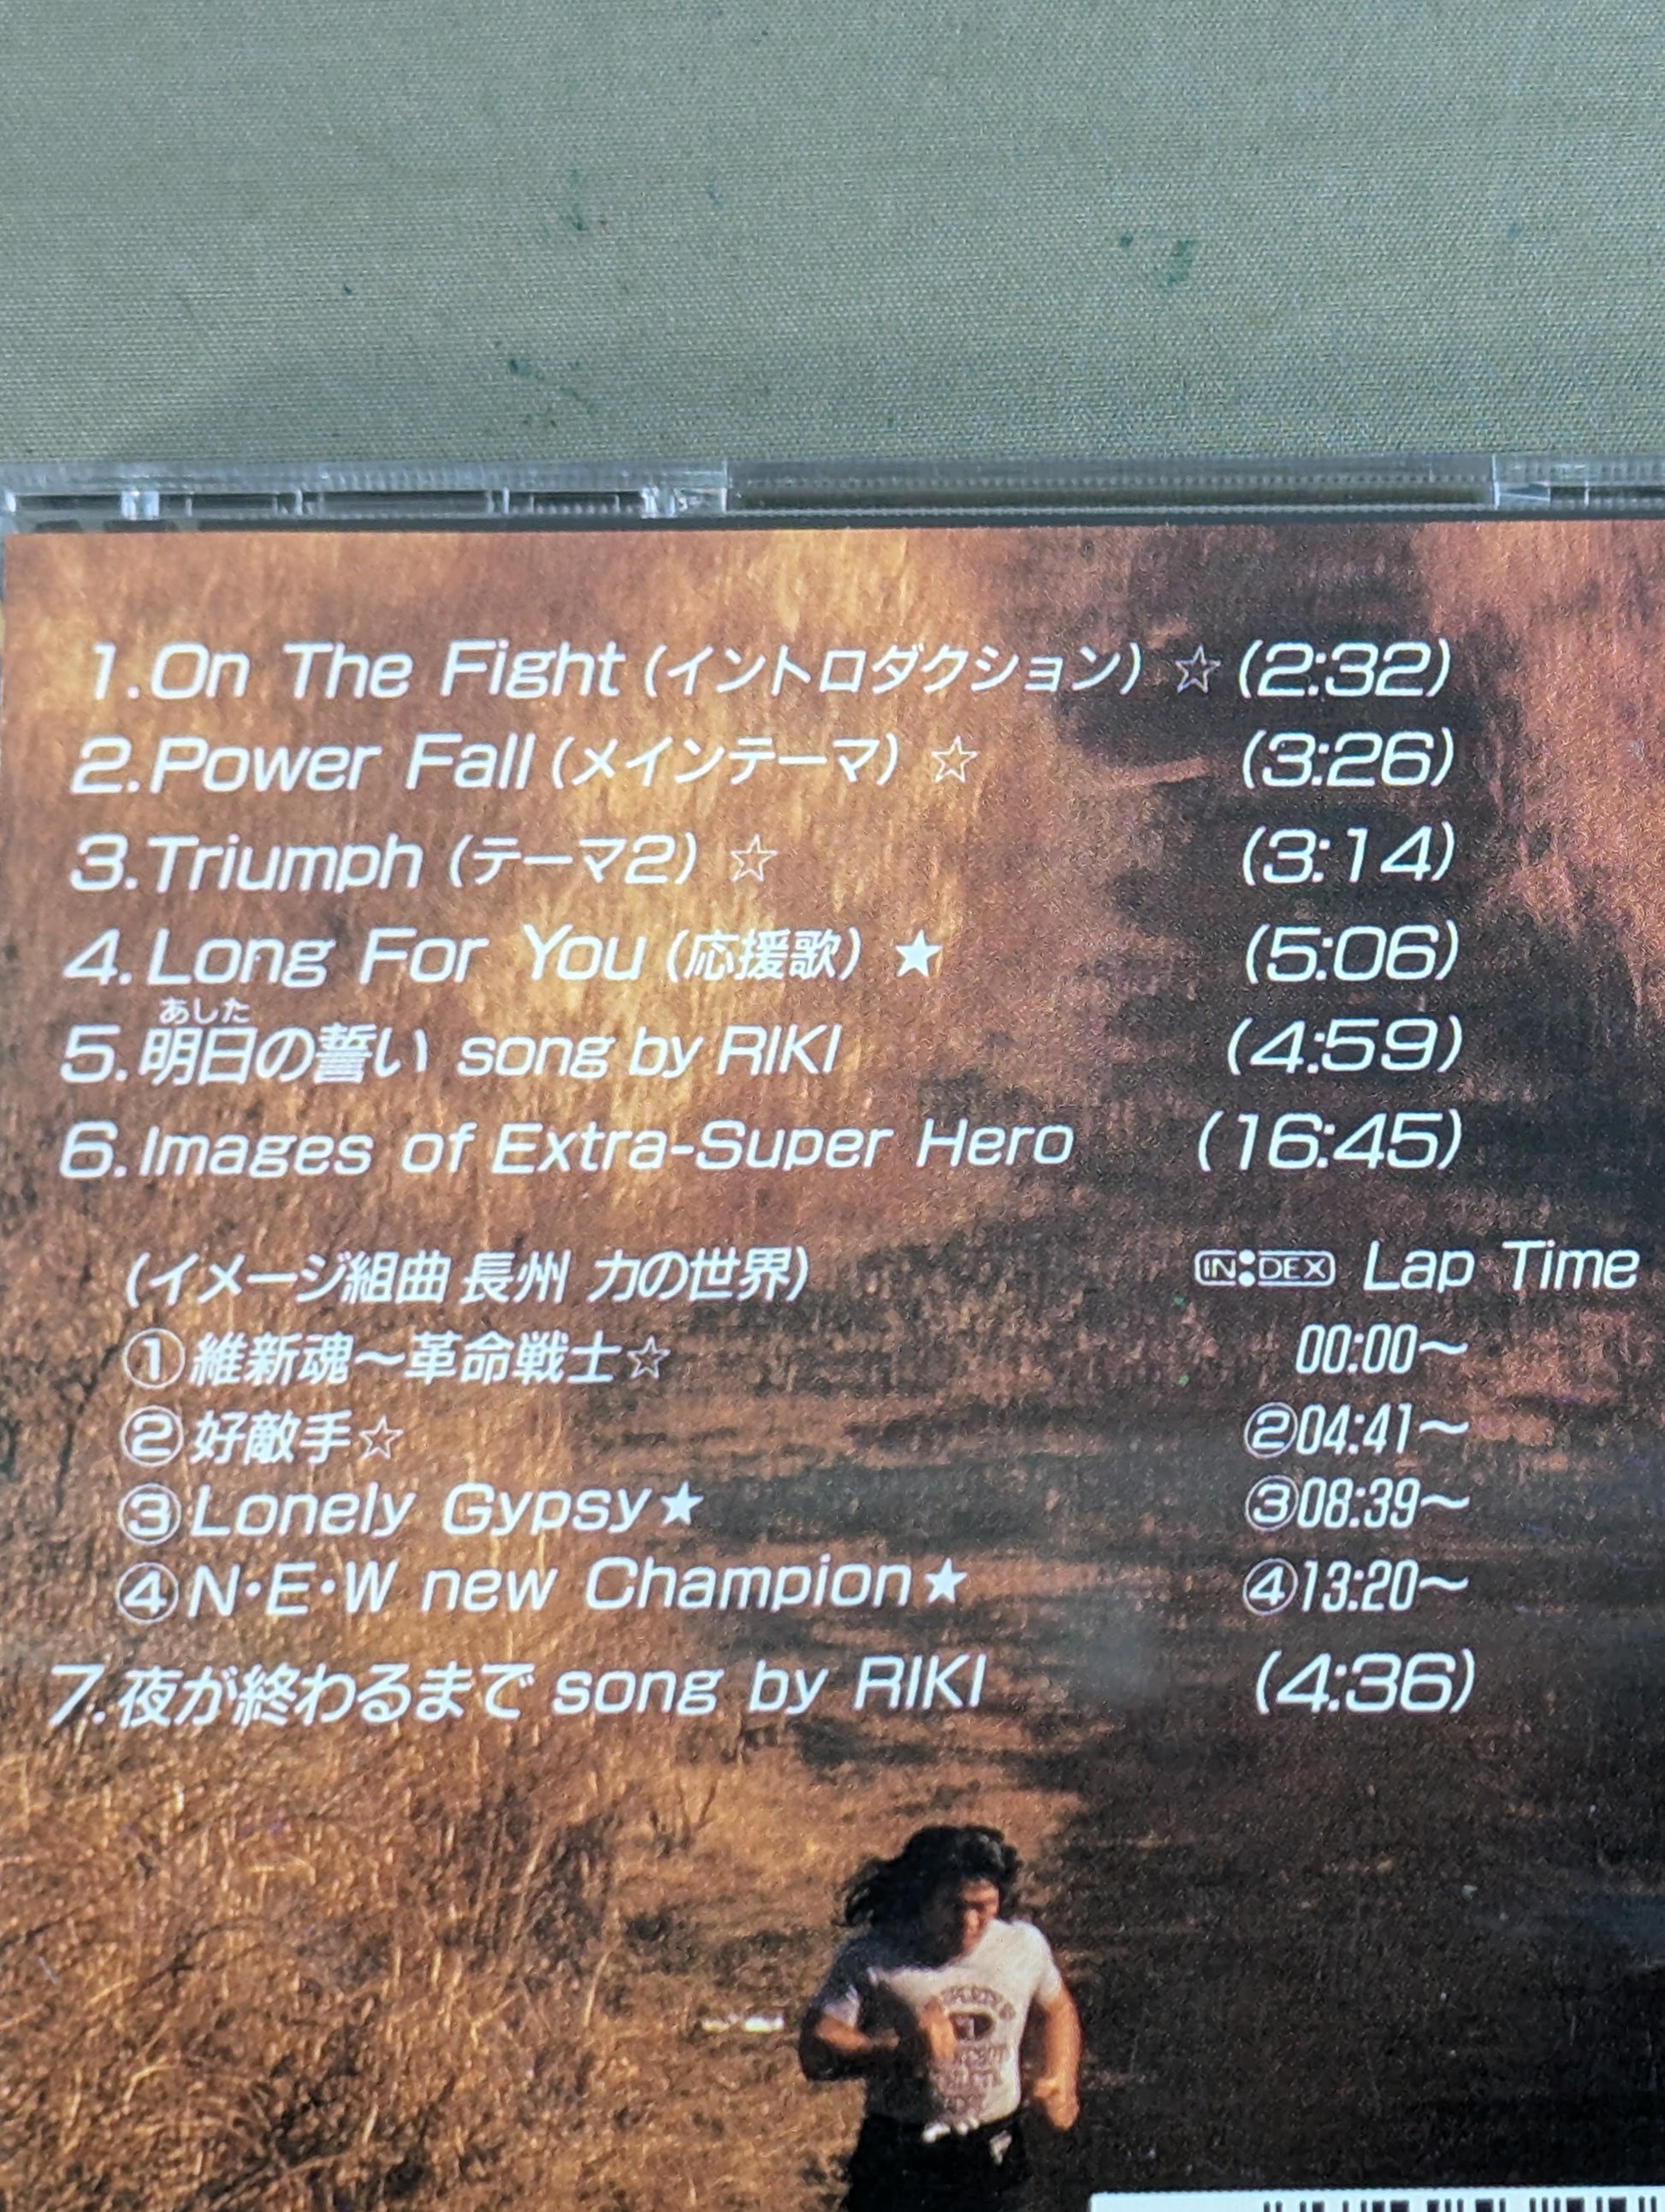 1.On The Fight (イントロダクション) ☆ (2:32)
2.Power Fall (メインテーマ) ☆ (3:26)
3.Triumph (テーマ2) ☆ (3:14)
4.Long For You (応援歌) ★ (5:06)
あした
5.明日の誓い song by RIKI (4:59)
6.Images of Extra-Super Hero (16:45)
(イメージ組曲 長州 力の世界) INDEX Lap Time
①維新魂～革命戦士☆ 00:00～
②好敵手☆ ②04:41～
③Lonely Gypsy★ ③08:39～
④N・E・W new Champion★ ④13:20～
7.夜が終わるまで song by RIKI (4:36)